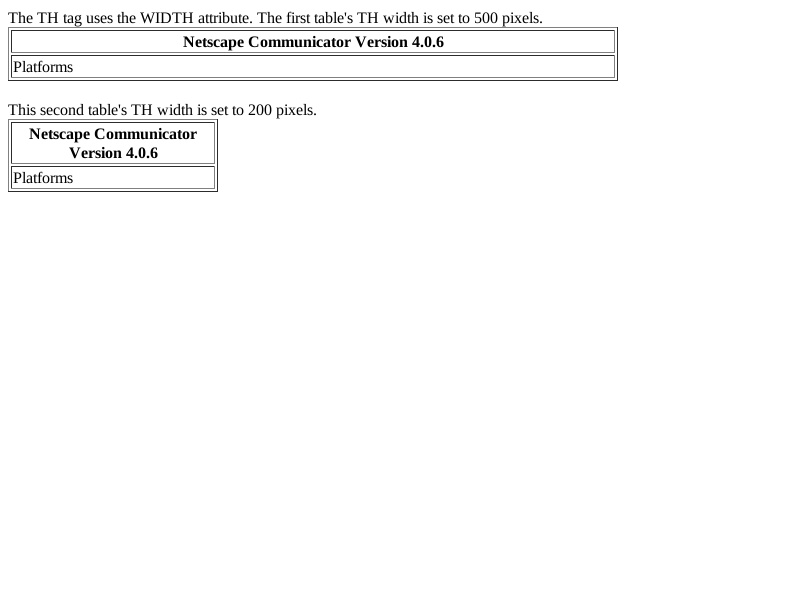 The TH tag uses the WIDTH attribute. The first table's TH width is set to 500 pixels.
Netscape Communicator Version 4.0.6
Platforms
This second table's TH width is set to 200 pixels.
Netscape Communicator
Version 4.0.6
Platforms